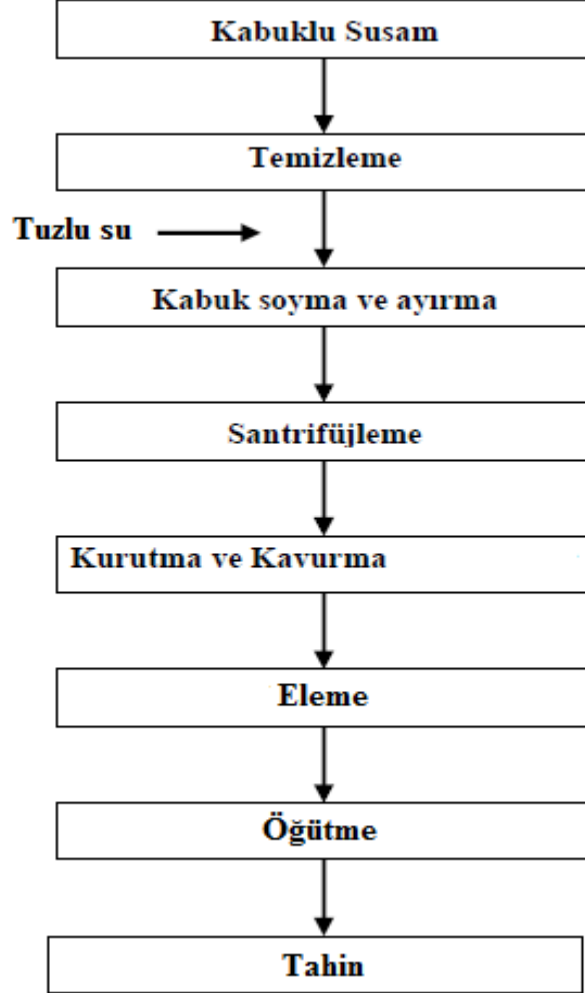 Kabuklu Susam
Temizleme
Tuzlu su
Kabuk soyma ve ayırma
Santrifüjleme
Kurutma ve Kavurma
Eleme
Öğütme
Tahin